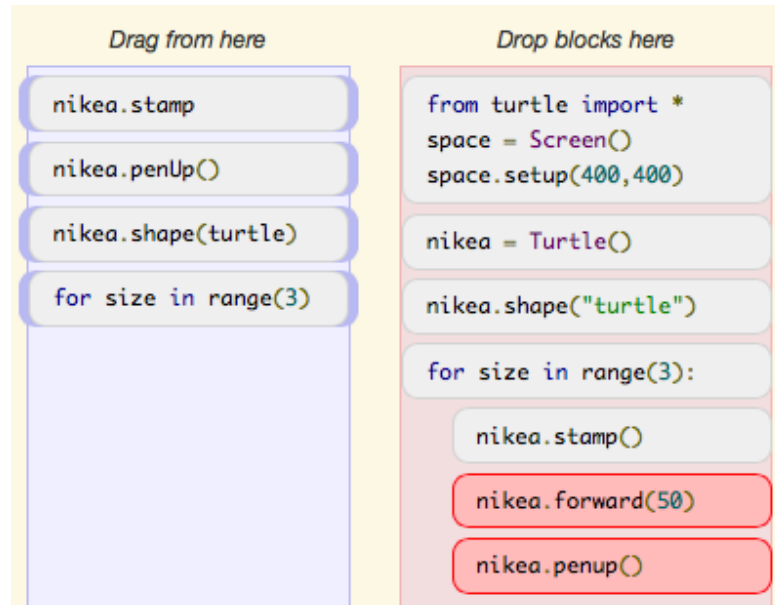 Drag from here
nikea.stamp
nikea.penUp()
nikea.shape(turtle)
for size in range(3)
Drop blocks here
from turtle import *
space = Screen()
space.setup(400,400)
nikea = Turtle()
nikea.shape("turtle")
for size in range(3):
nikea.stamp()
nikea.forward(50)
nikea.penup()